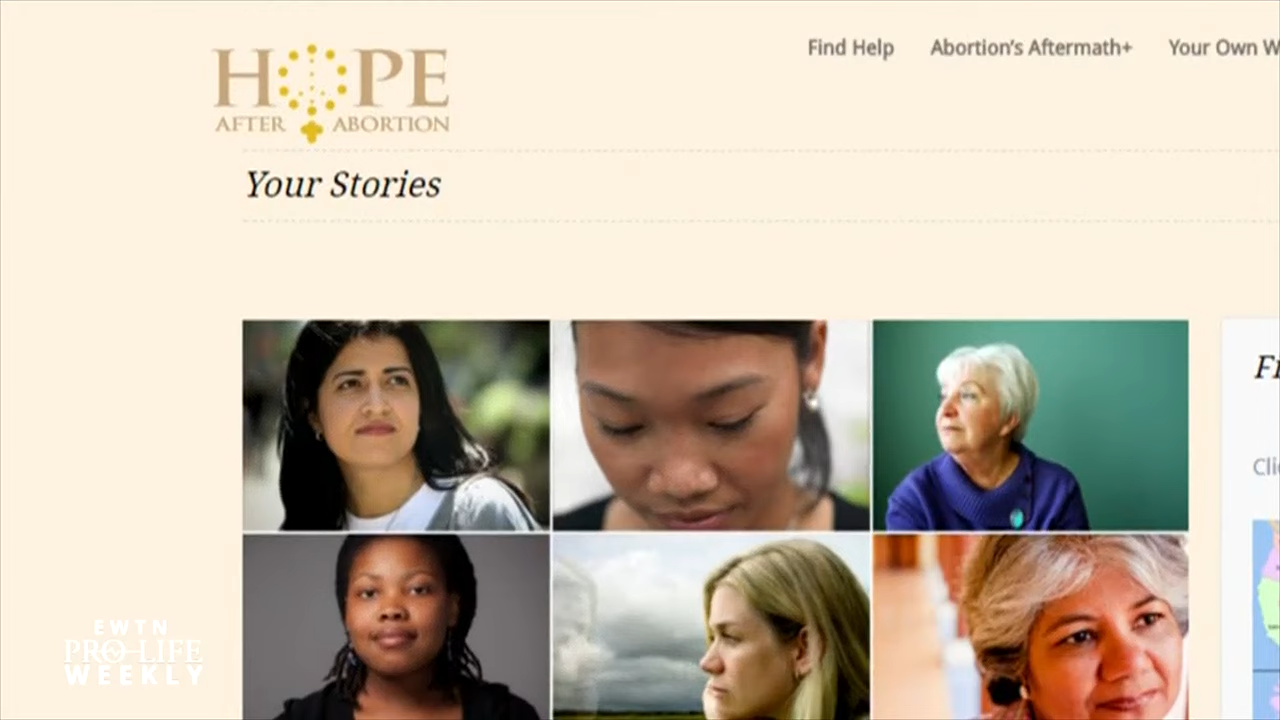 HOPE
AFTER ABORTION
Find Help
Abortion's Aftermath+
Your Own W
Your Stories
Fr
Cli
EWTN
PRO-LIFE
WEEKLY